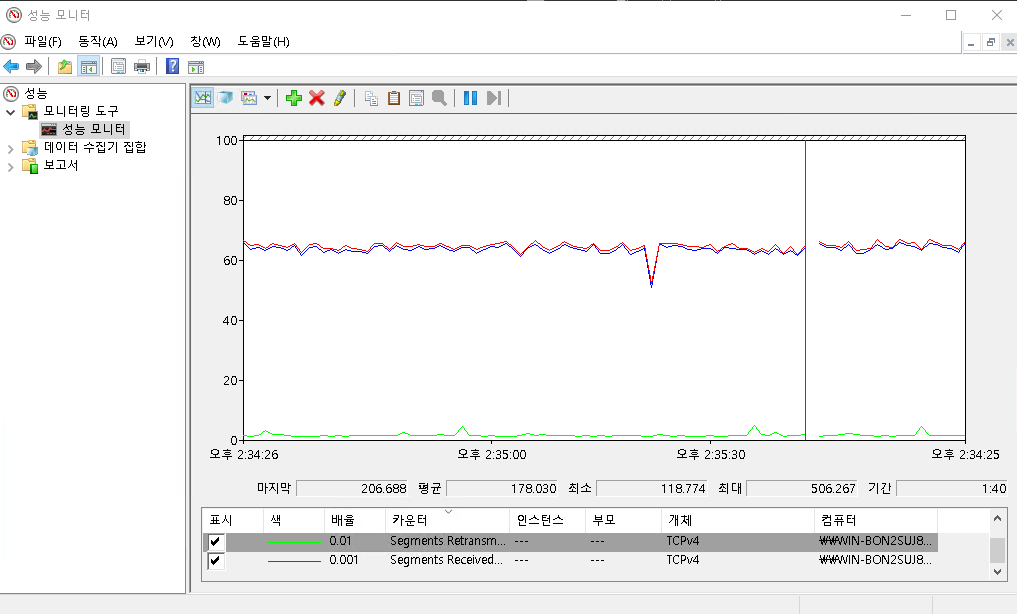 성능 모니터
파일(F) 동작(A) 보기(V) 창(W) 도움말(H)
성능
모니터링 도구
성능 모니터
데이터 수집기 집합
보고서
100
80
60
40
20
0
오후 2:34:26 오후 2:35:00 오후 2:35:30 오후 2:34:25
마지막 206.688 평균 178.030 최소 118.774 최대 506.267 기간 1:40
표시 색 배율 카운터 인스턴스 부모 개체 컴퓨터
0.01 Segments Retransm... --- --- TCPv4 ₩₩WIN-BON2SUJ8...
0.001 Segments Received... --- --- TCPv4 ₩₩WIN-BON2SUJ8...